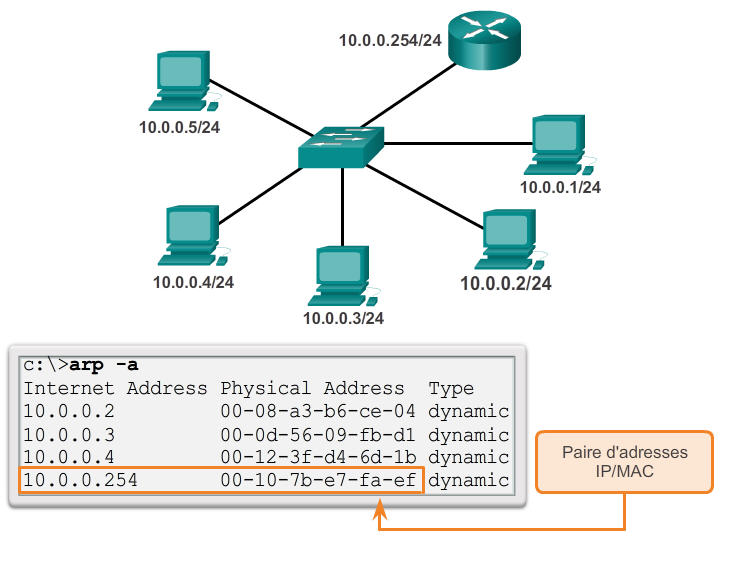 10.0.0.254/24
10.0.0.5/24
10.0.0.1/24
10.0.0.4/24
10.0.0.2/24
10.0.0.3/24
c:\>arp -a
Internet Address Physical Address Type
10.0.0.2 00-08-a3-b6-ce-04 dynamic
10.0.0.3 00-0d-56-09-fb-d1 dynamic
10.0.0.4 00-12-3f-d4-6d-1b dynamic
10.0.0.254 00-10-7b-e7-fa-ef dynamic
Paire d'adresses
IP/MAC